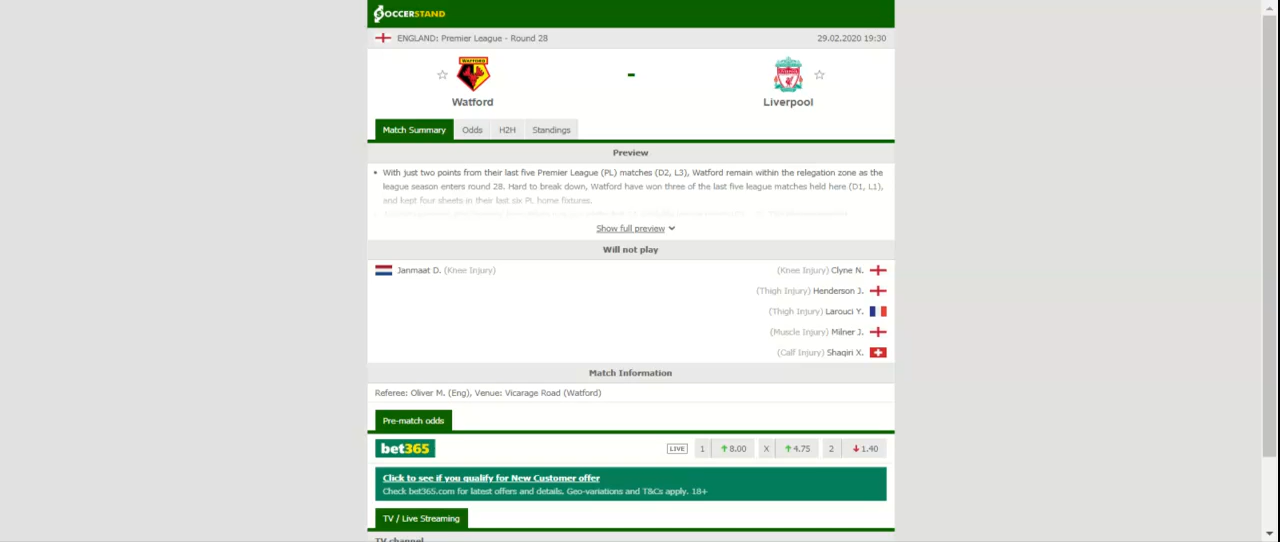 SOCCERSTAND
ENGLAND: Premier League - Round 28 29.02.2020 19:30
Watford - Liverpool
Match Summary Odds H2H Standings
Preview
• With just two points from their last five Premier League (PL) matches (D2, L3), Watford remain within the relegation zone as the
league season enters round 28. Hard to break down, Watford have won three of the last five league matches held here (D1, L1),
and kept four sheets in their last six PL home fixtures.
Show full preview
Will not play
Janmaat D. (Knee Injury) (Knee Injury) Clyne N.
(Thigh Injury) Henderson J.
(Thigh Injury) Larouci Y.
(Muscle Injury) Milner J.
(Calf Injury) Shaqiri X.
Match Information
Referee: Oliver M. (Eng), Venue: Vicarage Road (Watford)
Pre-match odds
bet365 LIVE 1 8.00 X 4.75 2 1.40
Click to see if you qualify for New Customer offer
Check bet365.com for latest offers and details. Geo-variations and T&Cs apply. 18+
TV / Live Streaming
TV channel